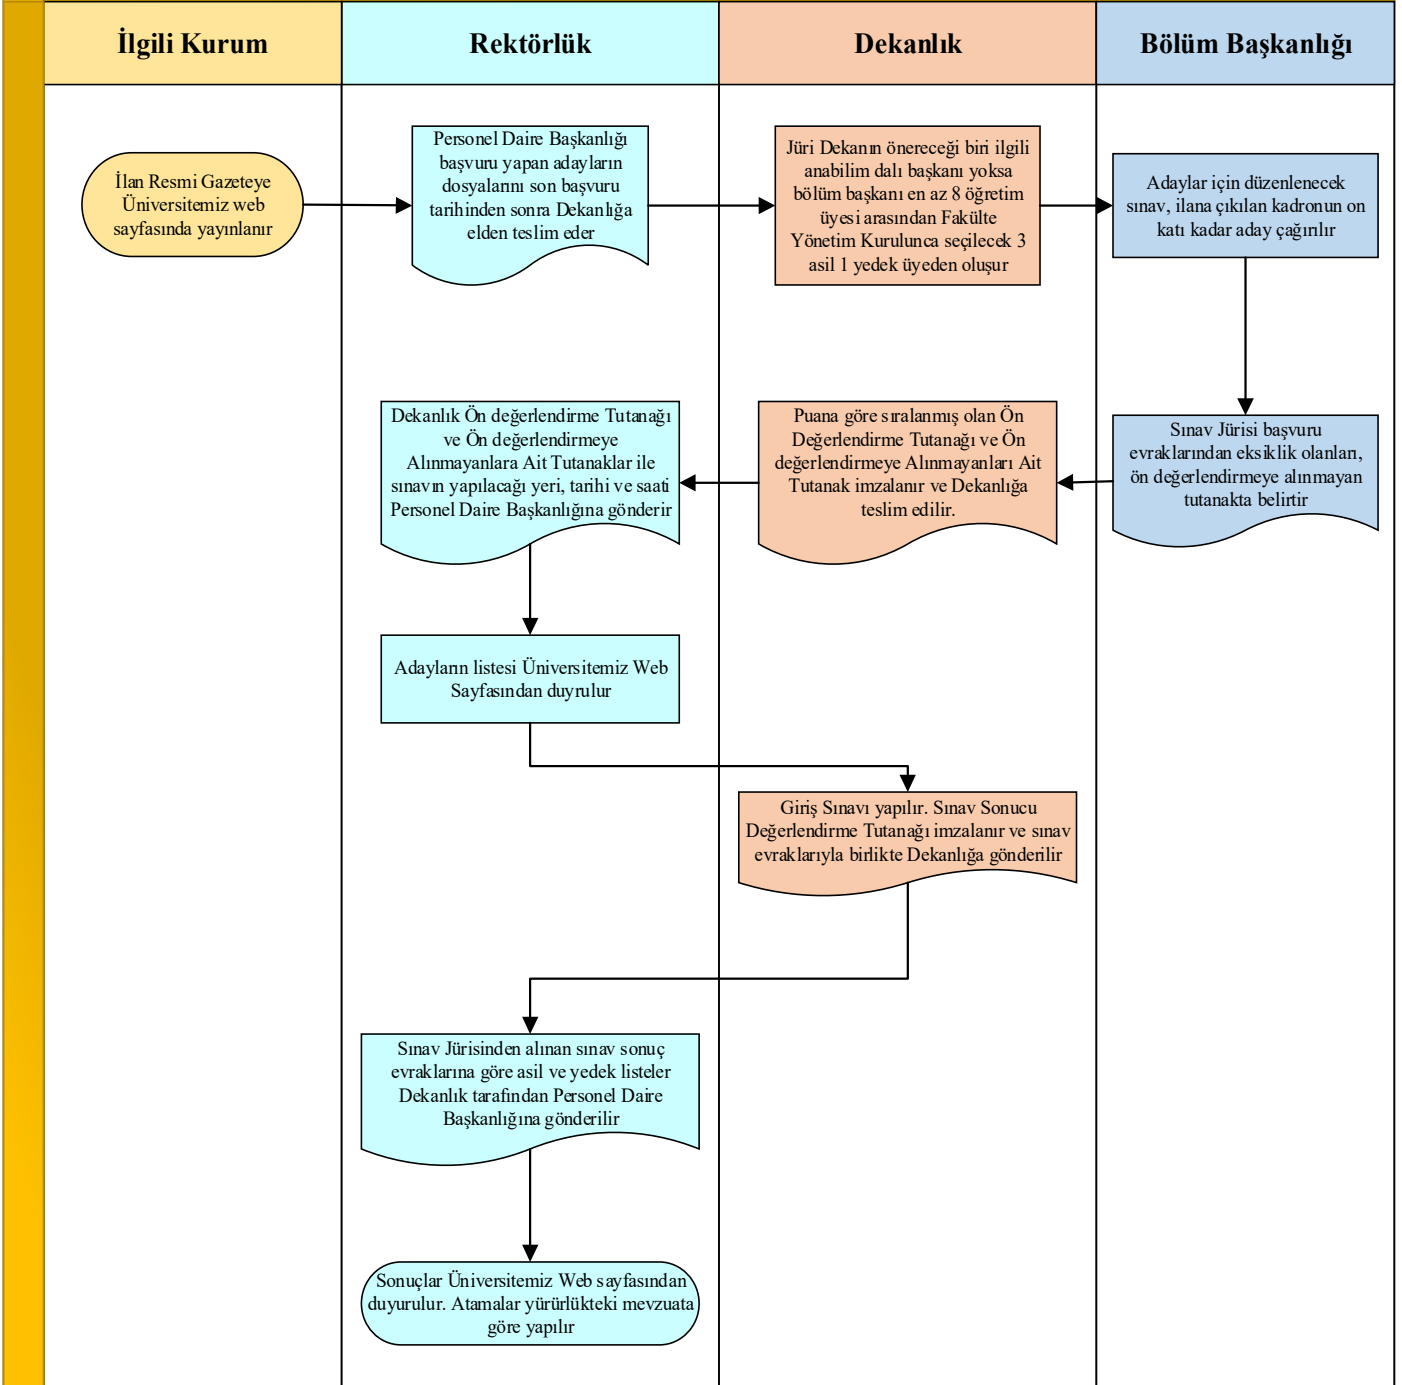 İlgili Kurum
Rektörlük
Dekanlık
Bölüm Başkanlığı
İlan Resmi Gazeteye
Üniversitemiz web
sayfasında yayınlanır
Personel Daire Başkanlığı
başvuru yapan adayların
dosyalarını son başvuru
tarihinden sonra Dekanlığa
elden teslim eder
Jüri Dekanın önereceği biri ilgili
anabilim dalı başkanı yoksa
bölüm başkanı en az 8 öğretim
üyesi arasından Fakülte
Yönetim Kurulunca seçilecek 3
asil 1 yedek üyeden oluşur
Adaylar için düzenlenecek
sınav, ilana çıkılan kadronun on
katı kadar aday çağırılır
Dekanlık Ön değerlendirme Tutanağı
ve Ön değerlendirmeye
Alınmayanlara Ait Tutanaklar ile
sınavın yapılacağı yeri, tarihi ve saati
Personel Daire Başkanlığına gönderir
Puana göre sıralanmış olan Ön
Değerlendirme Tutanağı ve Ön
değerlendirmeye Alınmayanları Ait
Tutanak imzalanır ve Dekanlığa
teslim edilir.
Sınav Jürisi başvuru
evraklarından eksiklik olanları,
ön değerlendirmeye alınmayan
tutanakta belirtir
Adayların listesi Üniversitemiz Web
Sayfasından duyrulur
Giriş Sınavı yapılır. Sınav Sonucu
Değerlendirme Tutanağı imzalanır ve sınav
evraklarıyla birlikte Dekanlığa gönderilir
Sınav Jürisinden alınan sınav sonuç
evraklarına göre asil ve yedek listeler
Dekanlık tarafından Personel Daire
Başkanlığına gönderilir
Sonuçlar Üniversitemiz Web sayfasından
duyurulur. Atamalar yürürlükteki mevzuata
göre yapılır